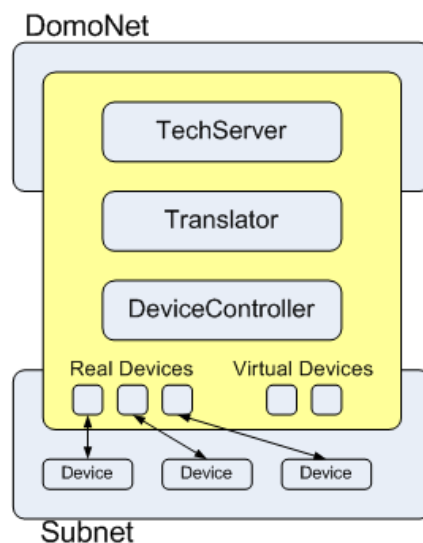 DomoNet
TechServer
Translator
DeviceController
Real Devices Virtual Devices
Device Device Device
Subnet